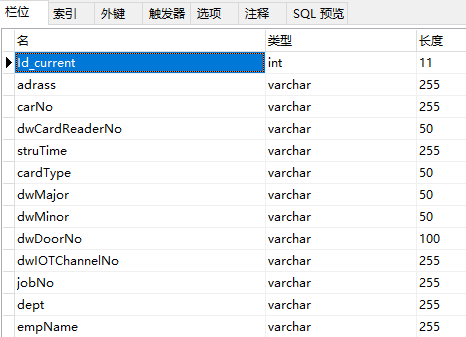 栏位 索引 外键 触发器 选项 注释 SQL 预览
名 类型 长度
Id_current int 11
adrass varchar 255
carNo varchar 255
dwCardReaderNo varchar 50
struTime varchar 255
cardType varchar 50
dwMajor varchar 50
dwMinor varchar 50
dwDoorNo varchar 100
dwIOTChannelNo varchar 255
jobNo varchar 255
dept varchar 255
empName varchar 255